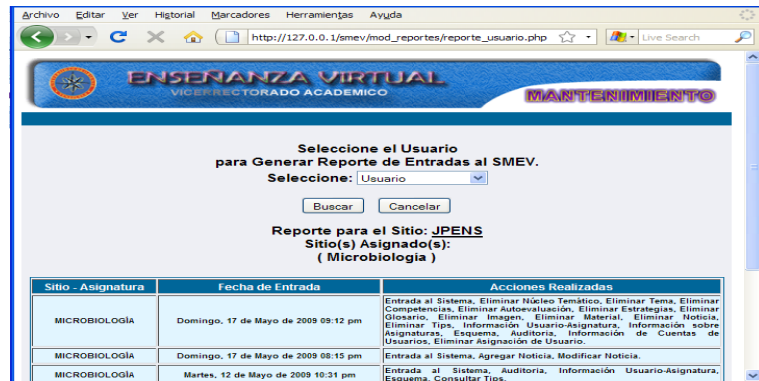 Archivo Editar Ver Historial Marcadores Herramientas Ayuda
http://127.0.0.1/smev/mod_reportes/reporte_usuario.php
Live Search
ENSEÑANZA VIRTUAL
VICERRECTORADO ACADEMICO
MANTENIMIENTO
Seleccione el Usuario
para Generar Reporte de Entradas al SMEV.
Seleccione: Usuario
Buscar Cancelar
Reporte para el Sitio: JPENS
Sitio(s) Asignado(s):
( Microbiología )
Sitio - Asignatura Fecha de Entrada Acciones Realizadas
Entrada al Sistema, Eliminar Núcleo Temático, Eliminar Tema, Eliminar
Competencias, Eliminar Autoevaluación, Eliminar Estrategias, Eliminar
Glosario, Eliminar Imagen, Eliminar Material, Eliminar Noticia,
MICROBIOLOGÍA Domingo, 17 de Mayo de 2009 09:12 pm
Eliminar Tips, Información Usuario-Asignatura, Información sobre
Asignaturas, Esquema, Auditoria, Información de Cuentas de
Usuarios, Eliminar Asignación de Usuario.
MICROBIOLOGÍA Domingo, 17 de Mayo de 2009 08:15 pm Entrada al Sistema, Agregar Noticia, Modificar Noticia.
MICROBIOLOGÍA Martes, 12 de Mayo de 2009 10:31 pm
Entrada al Sistema, Auditoria, Información Usuario-Asignatura,
Esquema, Consultar Tips.